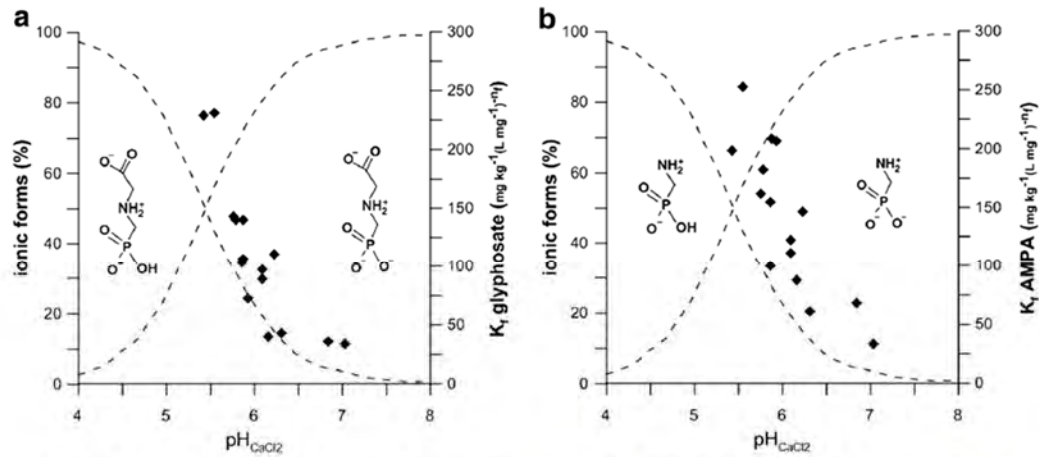 a
b
ionic forms (%)
100
80
60
40
20
0
300
250
200
150
100
50
0
K_f glyphosate (mg kg⁻¹(L mg⁻¹)⁻ⁿᶠ)
4 5 6 7 8
pH_CaCl2
O⁻ O
NH₂⁺
O
P
O⁻ OH
O⁻ O
NH₂⁺
O
P
O⁻ O⁻
ionic forms (%)
100
80
60
40
20
0
300
250
200
150
100
50
0
K_f AMPA (mg kg⁻¹(L mg⁻¹)⁻ⁿᶠ)
4 5 6 7 8
pH_CaCl2
NH₃⁺
O
P
O⁻ OH
NH₃⁺
O
P
O⁻ O⁻